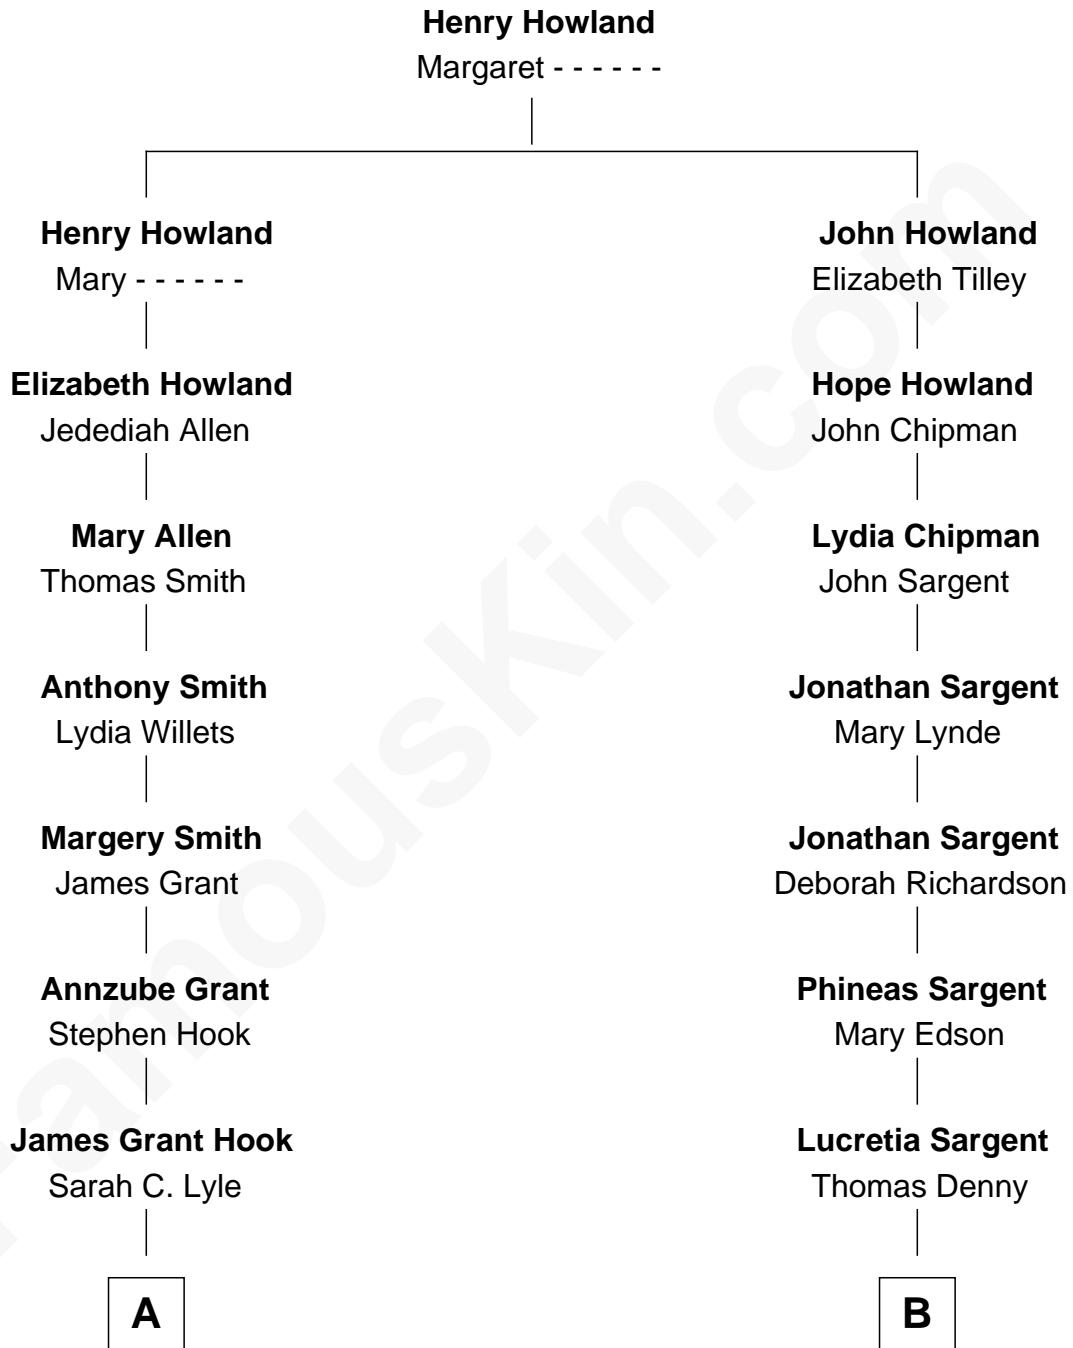 Henry Howland
Margaret - - - - - -
Henry Howland
Mary - - - - - -
John Howland
Elizabeth Tilley
Elizabeth Howland
Jedediah Allen
Hope Howland
John Chipman
Mary Allen
Thomas Smith
Lydia Chipman
John Sargent
Anthony Smith
Lydia Willets
Jonathan Sargent
Mary Lynde
Margery Smith
James Grant
Jonathan Sargent
Deborah Richardson
Annzube Grant
Stephen Hook
Phineas Sargent
Mary Edson
James Grant Hook
Sarah C. Lyle
Lucretia Sargent
Thomas Denny
A
B
FamousKin.com